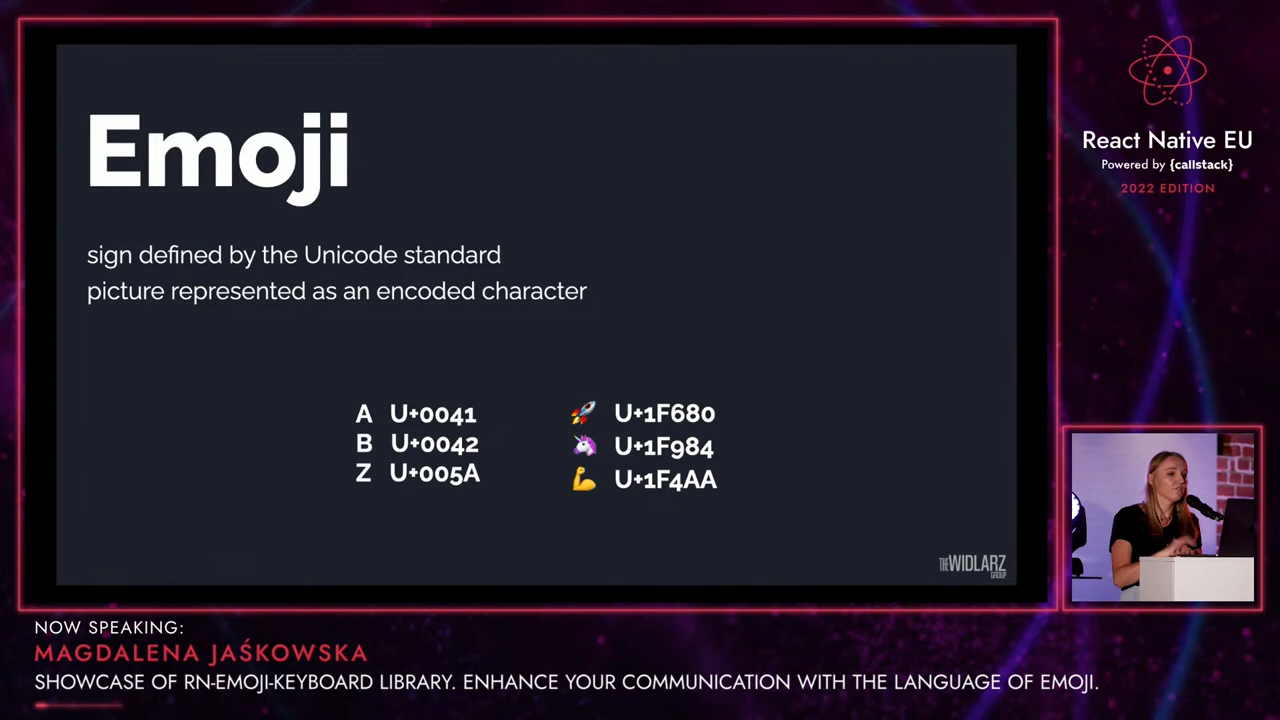 Emoji
sign defined by the Unicode standard
picture represented as an encoded character
A U+0041
B U+0042
Z U+005A
🚀 U+1F680
🦄 U+1F984
💪 U+1F4AA
THE WIDLARZ GROUP
React Native EU
Powered by {callstack}
2022 EDITION
NOW SPEAKING:
MAGDALENA JAŚKOWSKA
SHOWCASE OF RN-EMOJI-KEYBOARD LIBRARY. ENHANCE YOUR COMMUNICATION WITH THE LANGUAGE OF EMOJI.